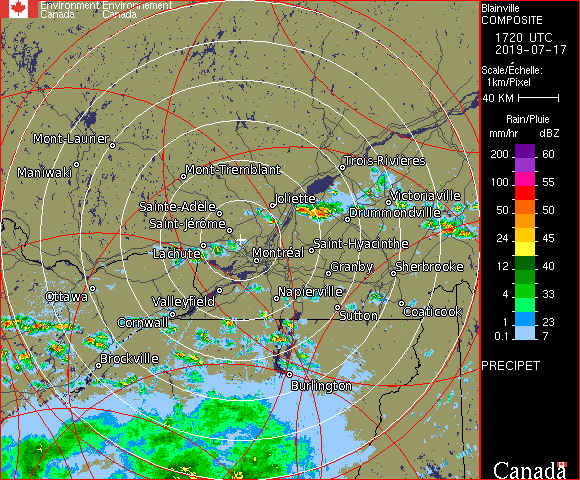 Environment Environnement
Canada Canada
Blainville
COMPOSITE
1720 UTC
2019-07-17
Scale/Échelle:
1km/Pixel
40 KM
Rain/Pluie
mm/hr dBZ
200 60
100 55
50 50
24 45
12 40
4 33
1 23
0.1 7
PRECIPET
Canada
Mont-Laurier
Maniwaki
Mont-Tremblant
Trois-Rivières
Joliette
Victoriaville
Sainte-Adèle
Drummondville
Saint-Jérôme
Saint-Hyacinthe
Lachute
Montréal
Granby
Sherbrooke
Ottawa
Napierville
Valleyfield
Coaticook
Cornwall
Sutton
Brockville
Burlington